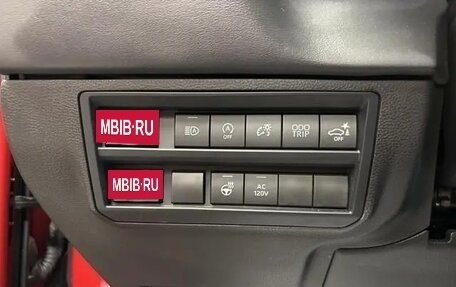 MBIB·RU
A
A OFF
ODO TRIP
OFF
MBIB·RU
AC 120V